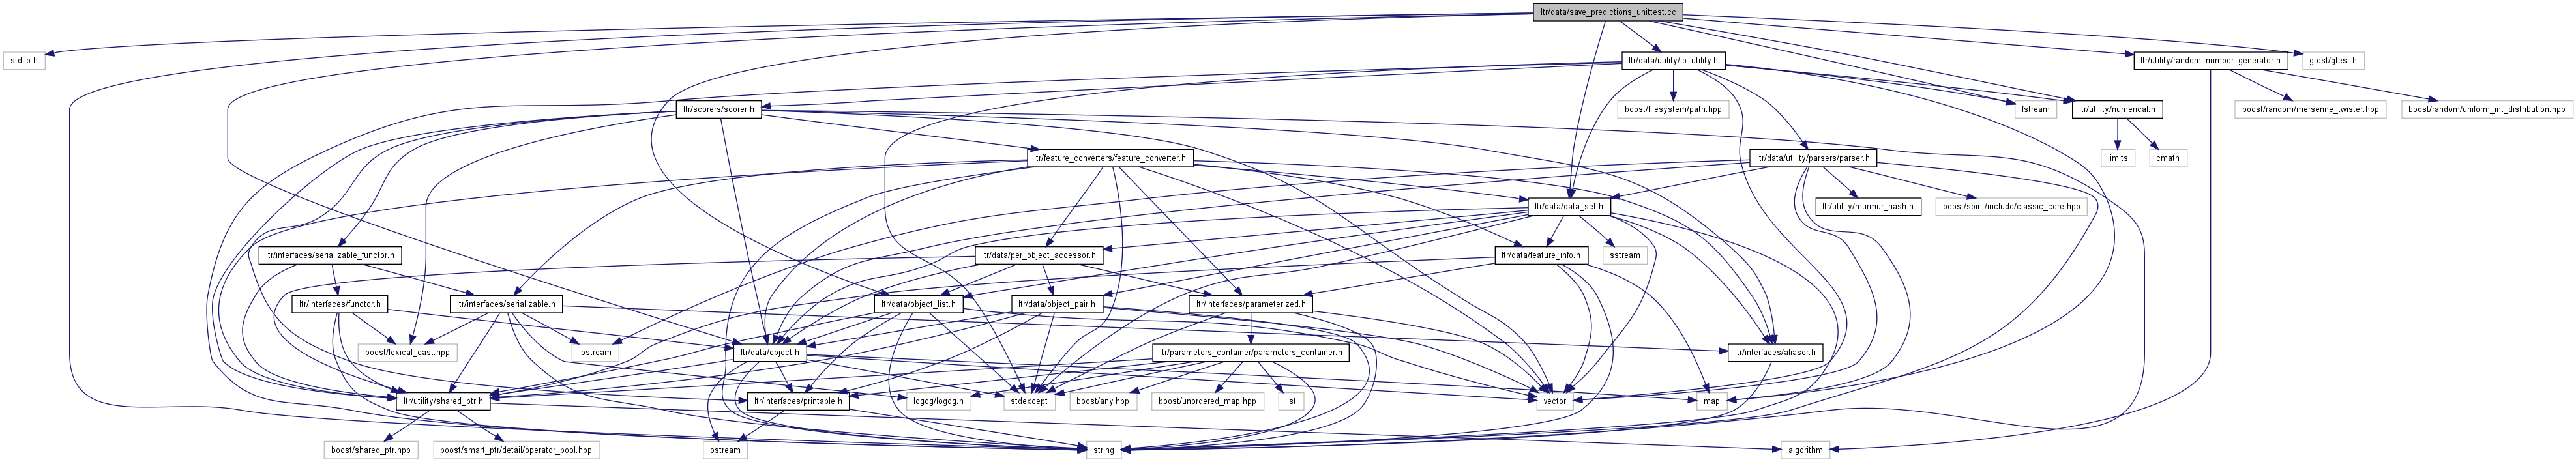 ltr/data/save_predictions_unittest.cc
stdlib.h
ltr/data/utility/io_utility.h
ltr/utility/random_number_generator.h
gtest/gtest.h
ltr/scorers/scorer.h
boost/filesystem/path.hpp
fstream
ltr/utility/numerical.h
boost/random/mersenne_twister.hpp
boost/random/uniform_int_distribution.hpp
ltr/feature_converters/feature_converter.h
ltr/data/utility/parsers/parser.h
limits
cmath
ltr/data/data_set.h
ltr/utility/murmur_hash.h
boost/spirit/include/classic_core.hpp
ltr/interfaces/serializable_functor.h
ltr/data/per_object_accessor.h
ltr/data/feature_info.h
sstream
ltr/interfaces/functor.h
ltr/interfaces/serializable.h
ltr/data/object_list.h
ltr/data/object_pair.h
ltr/interfaces/parameterized.h
boost/lexical_cast.hpp
iostream
ltr/data/object.h
ltr/parameters_container/parameters_container.h
ltr/interfaces/aliaser.h
ltr/utility/shared_ptr.h
ltr/interfaces/printable.h
logog/logog.h
stdexcept
boost/any.hpp
boost/unordered_map.hpp
list
vector
map
boost/shared_ptr.hpp
boost/smart_ptr/detail/operator_bool.hpp
ostream
string
algorithm